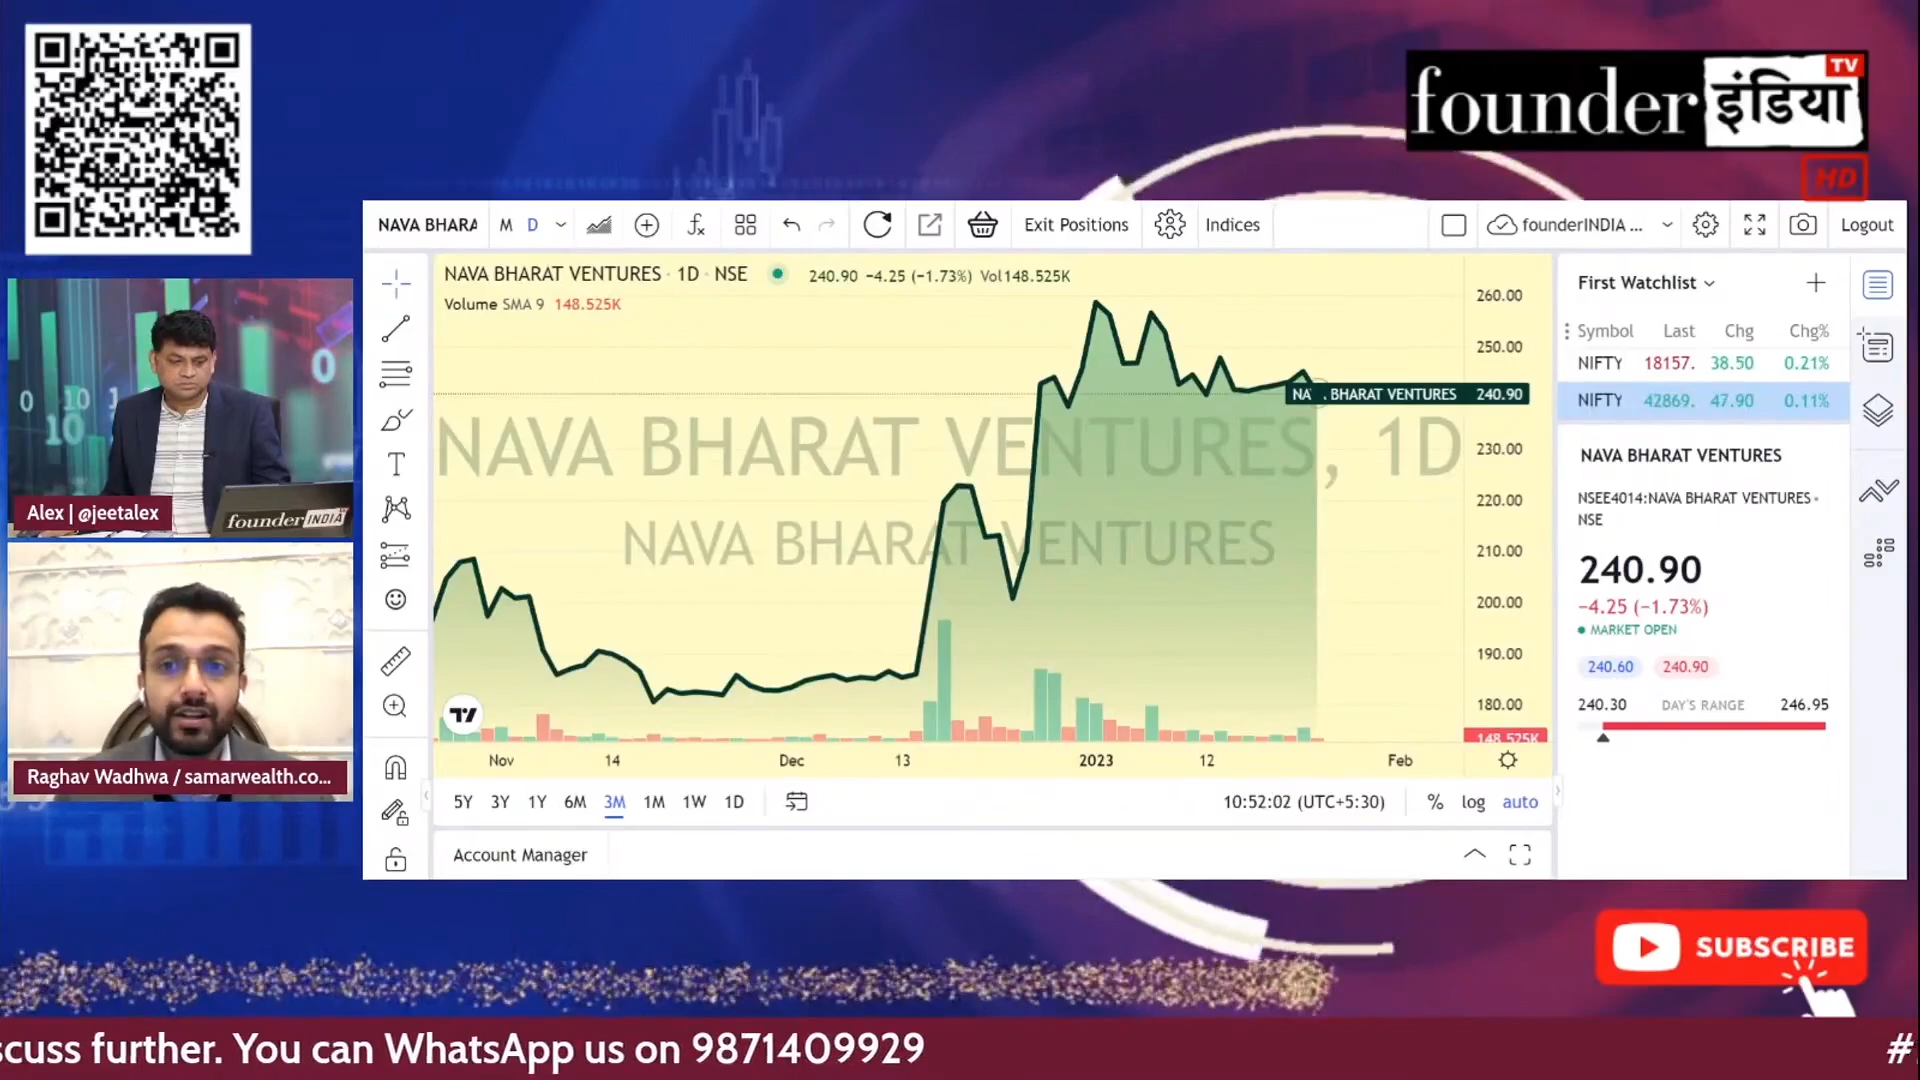 founder इंडिया TV
HD
NAVA BHARA
M D
Exit Positions
Indices
founderINDIA ...
Logout
NAVA BHARAT VENTURES · 1D · NSE
240.90 −4.25 (−1.73%) Vol148.525K
Volume SMA 9 148.525K
NAVA BHARAT VENTURES, 1D
NAVA BHARAT VENTURES
BHARAT VENTURES 240.90
260.00
250.00
230.00
220.00
210.00
200.00
190.00
180.00
148.525K
Nov 14 Dec 13 2023 12 Feb
5Y 3Y 1Y 6M 3M 1M 1W 1D
10:52:02 (UTC+5:30)
% log auto
Account Manager
First Watchlist
Symbol Last Chg Chg%
NIFTY 18157. 38.50 0.21%
NIFTY 42869. 47.90 0.11%
NAVA BHARAT VENTURES
NSEE4014:NAVA BHARAT VENTURES •
NSE
240.90
−4.25 (−1.73%)
MARKET OPEN
240.60 240.90
240.30 DAY'S RANGE 246.95
Alex | @jeetalex
founder INDIA
Raghav Wadhwa / samarwealth.co...
SUBSCRIBE
scuss further. You can WhatsApp us on 9871409929
#